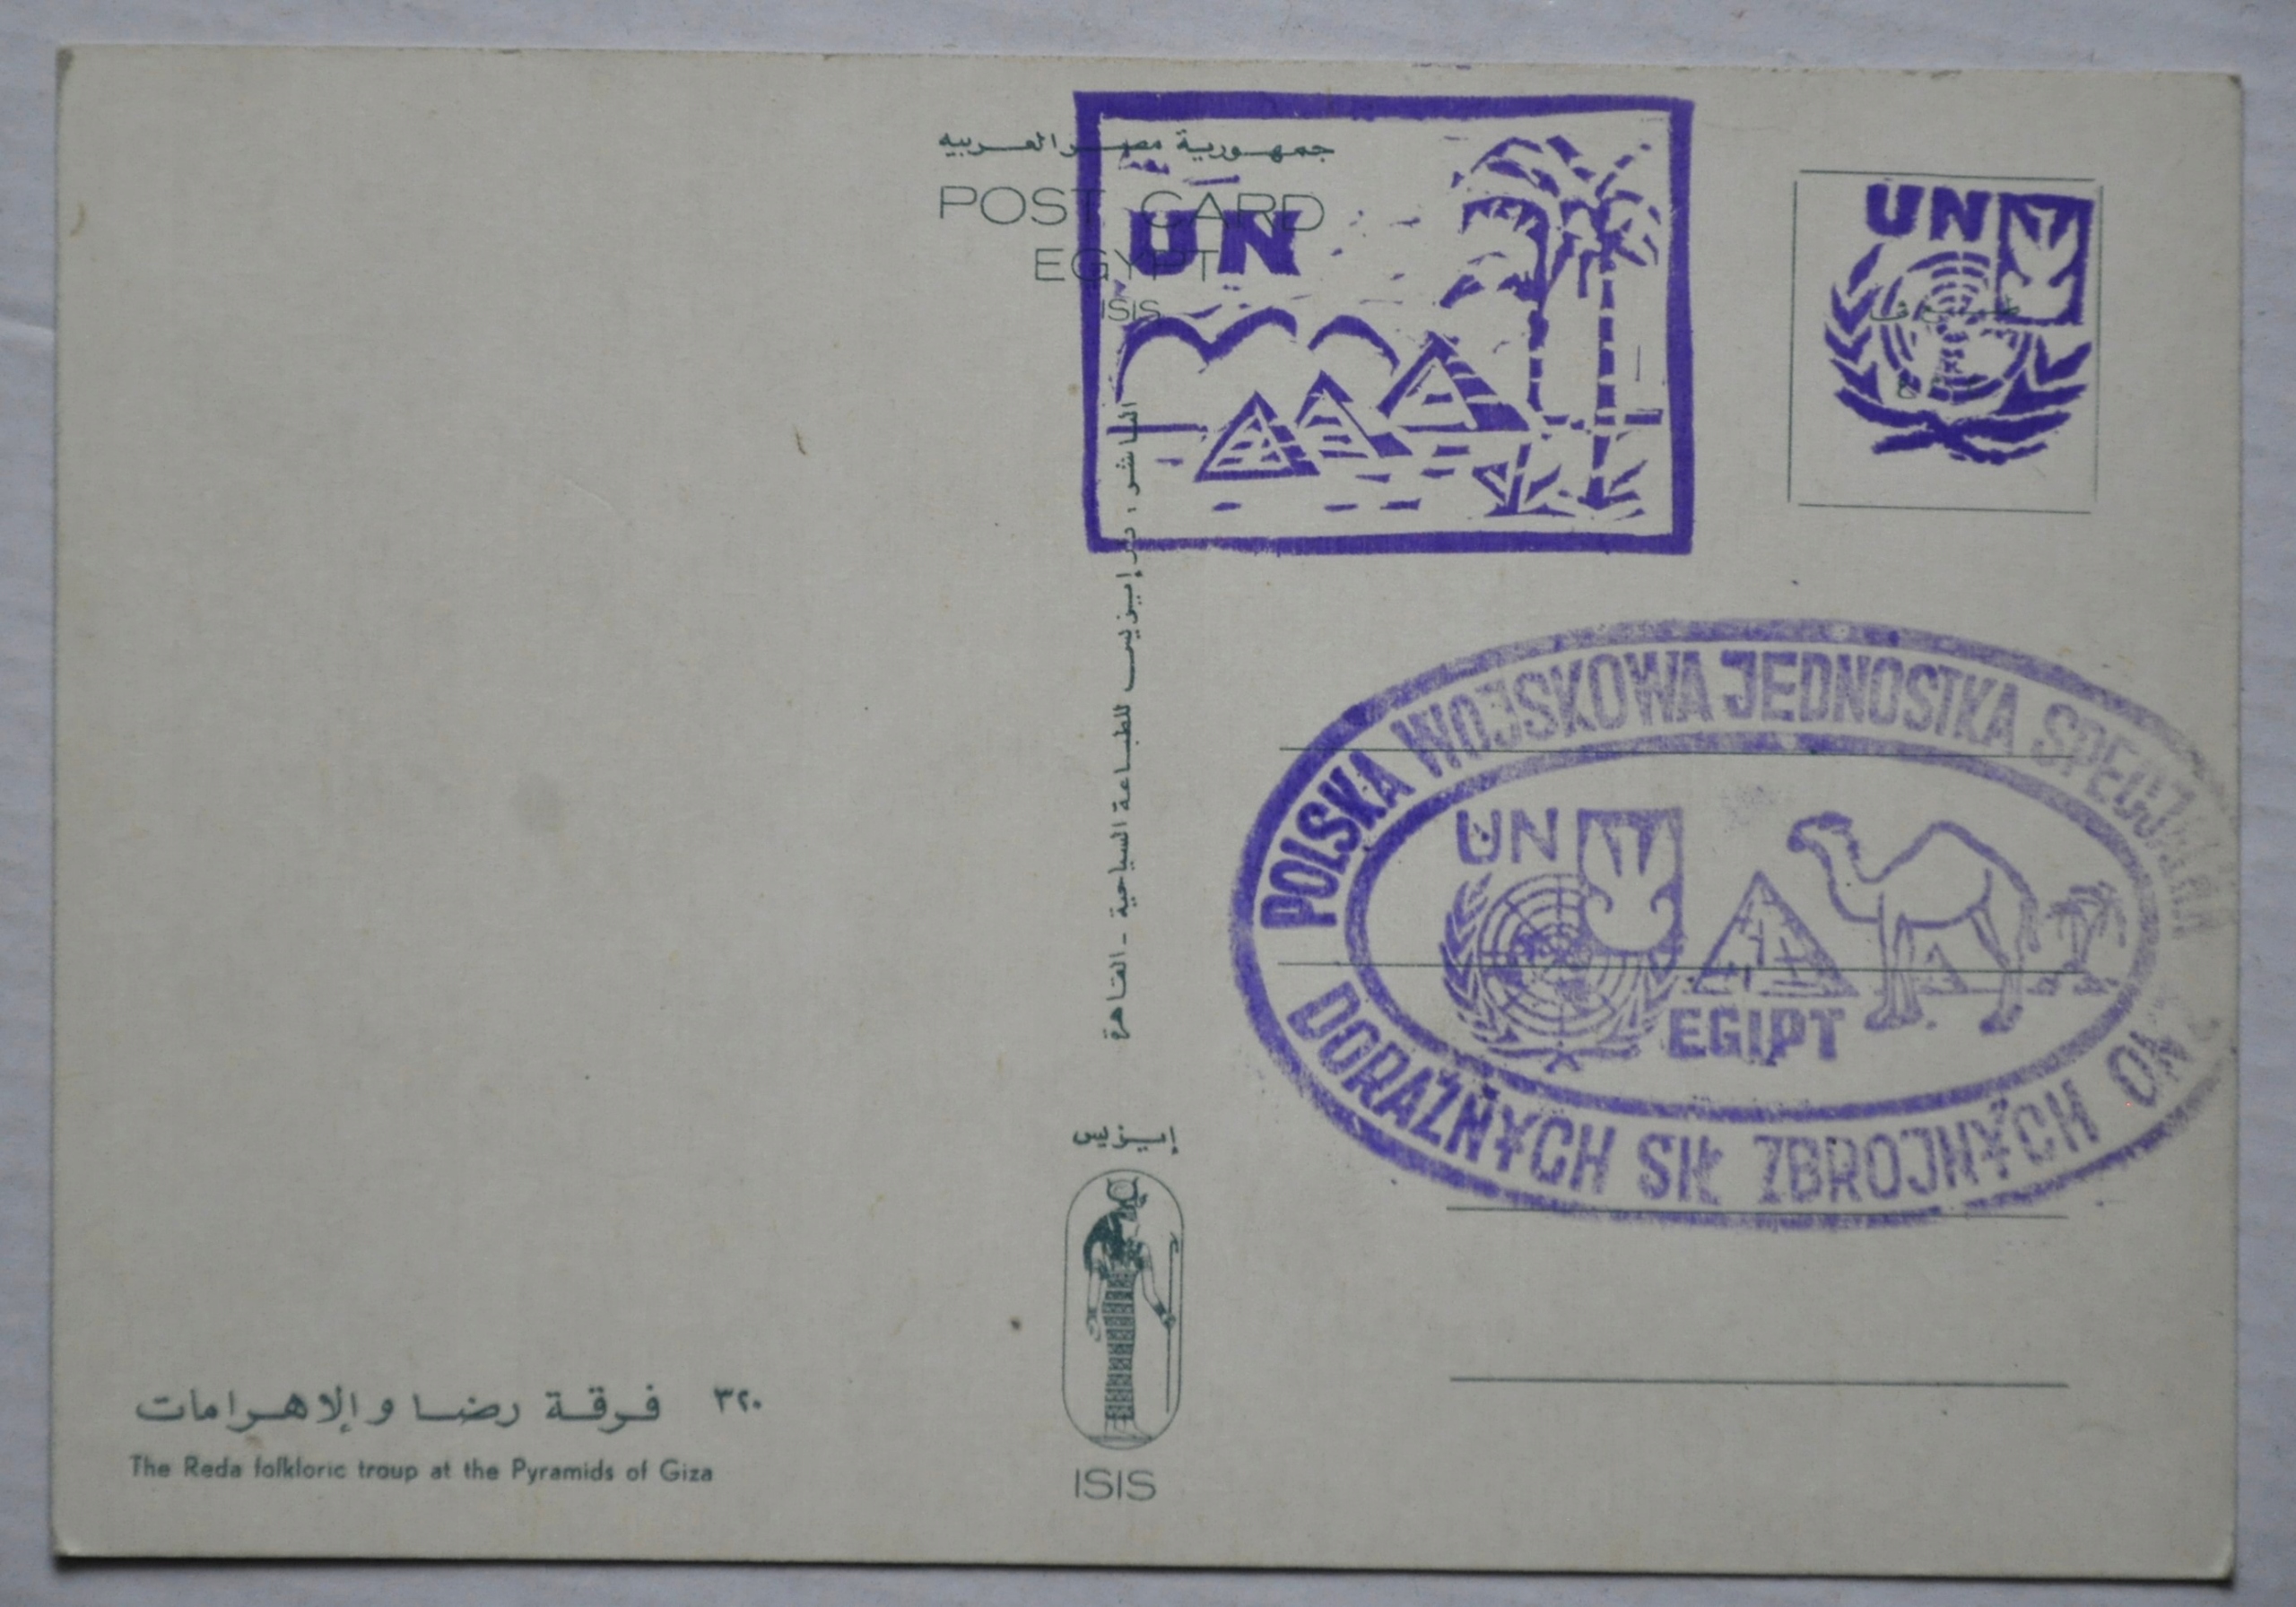 جمهورية مصر العربيه
POST CARD
EGYPT
ISIS
UN
UN
طابع
الناشر، دار إيزيس للطباعة السياحية - القاهرة
POLSKA WOJSKOWA JEDNOSTKA SPECJALNA
UN
EGIPT
DORAŹNYCH SIŁ ZBROJNYCH ONZ
إيزيس
ISIS
٣٢٠ فرقة رضا والاهرامات
The Reda folkloric troup at the Pyramids of Giza